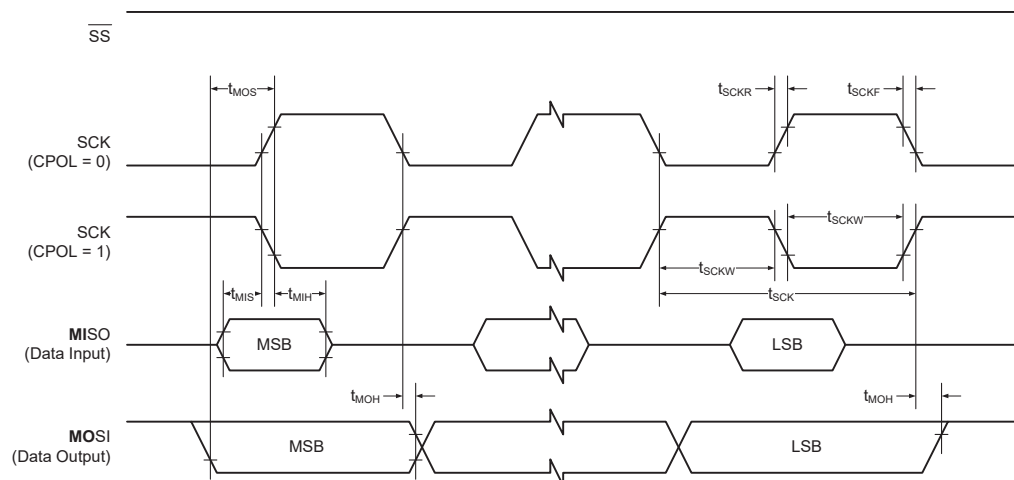 SS
tMOS
tSCKR
tSCKF
SCK
(CPOL = 0)
SCK
(CPOL = 1)
tSCKW
tSCKW
tSCK
tMIS
tMIH
MISO
(Data Input)
MSB
LSB
tMOH
tMOH
MOSI
(Data Output)
MSB
LSB